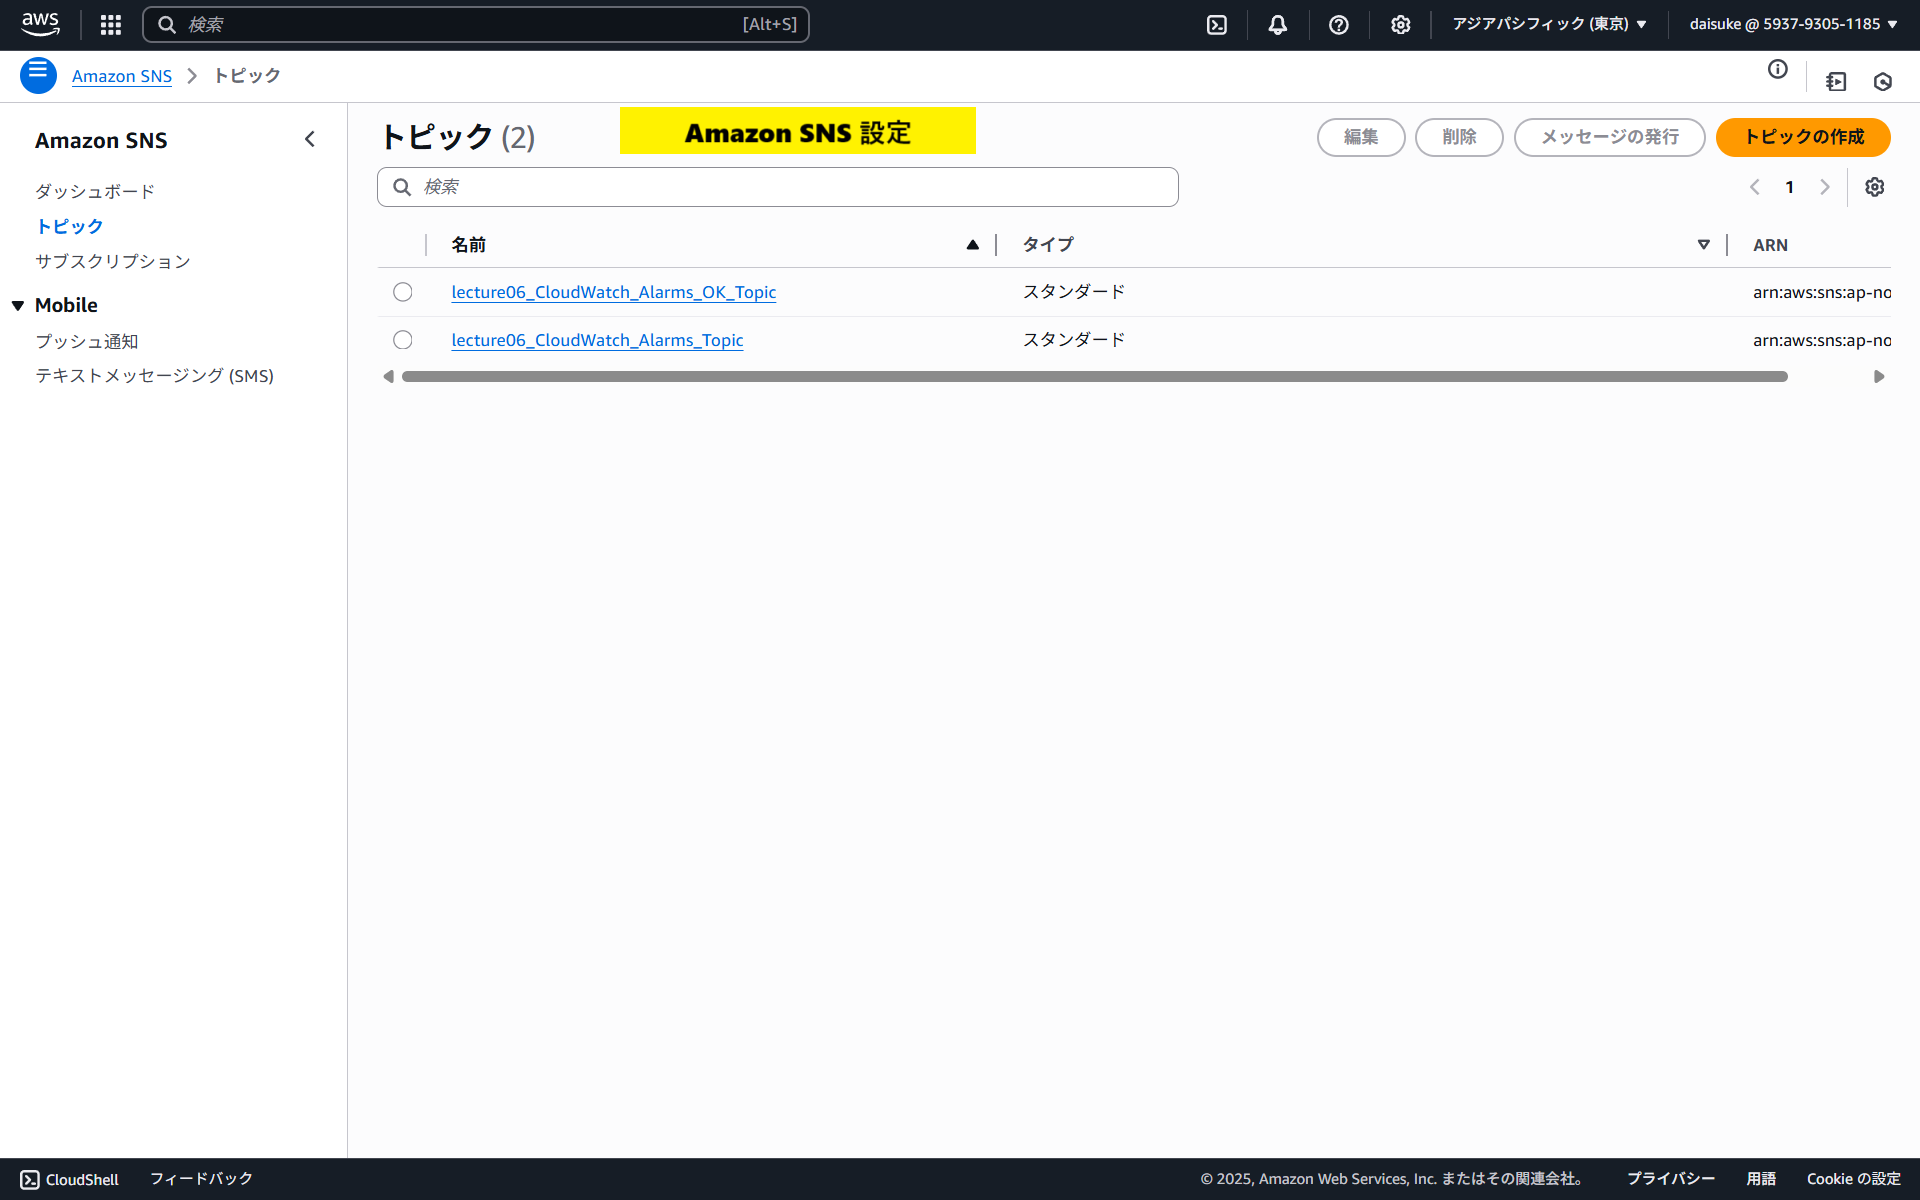 aws
検索
[Alt+S]
アジアパシフィック (東京)
daisuke @ 5937-9305-1185
Amazon SNS
トピック
Amazon SNS
ダッシュボード
トピック
サブスクリプション
Mobile
プッシュ通知
テキストメッセージング (SMS)
トピック (2)
Amazon SNS 設定
編集
削除
メッセージの発行
トピックの作成
検索
1
名前
タイプ
ARN
lecture06_CloudWatch_Alarms_OK_Topic
スタンダード
arn:aws:sns:ap-no
lecture06_CloudWatch_Alarms_Topic
スタンダード
arn:aws:sns:ap-no
CloudShell
フィードバック
© 2025, Amazon Web Services, Inc. またはその関連会社。
プライバシー
用語
Cookie の設定